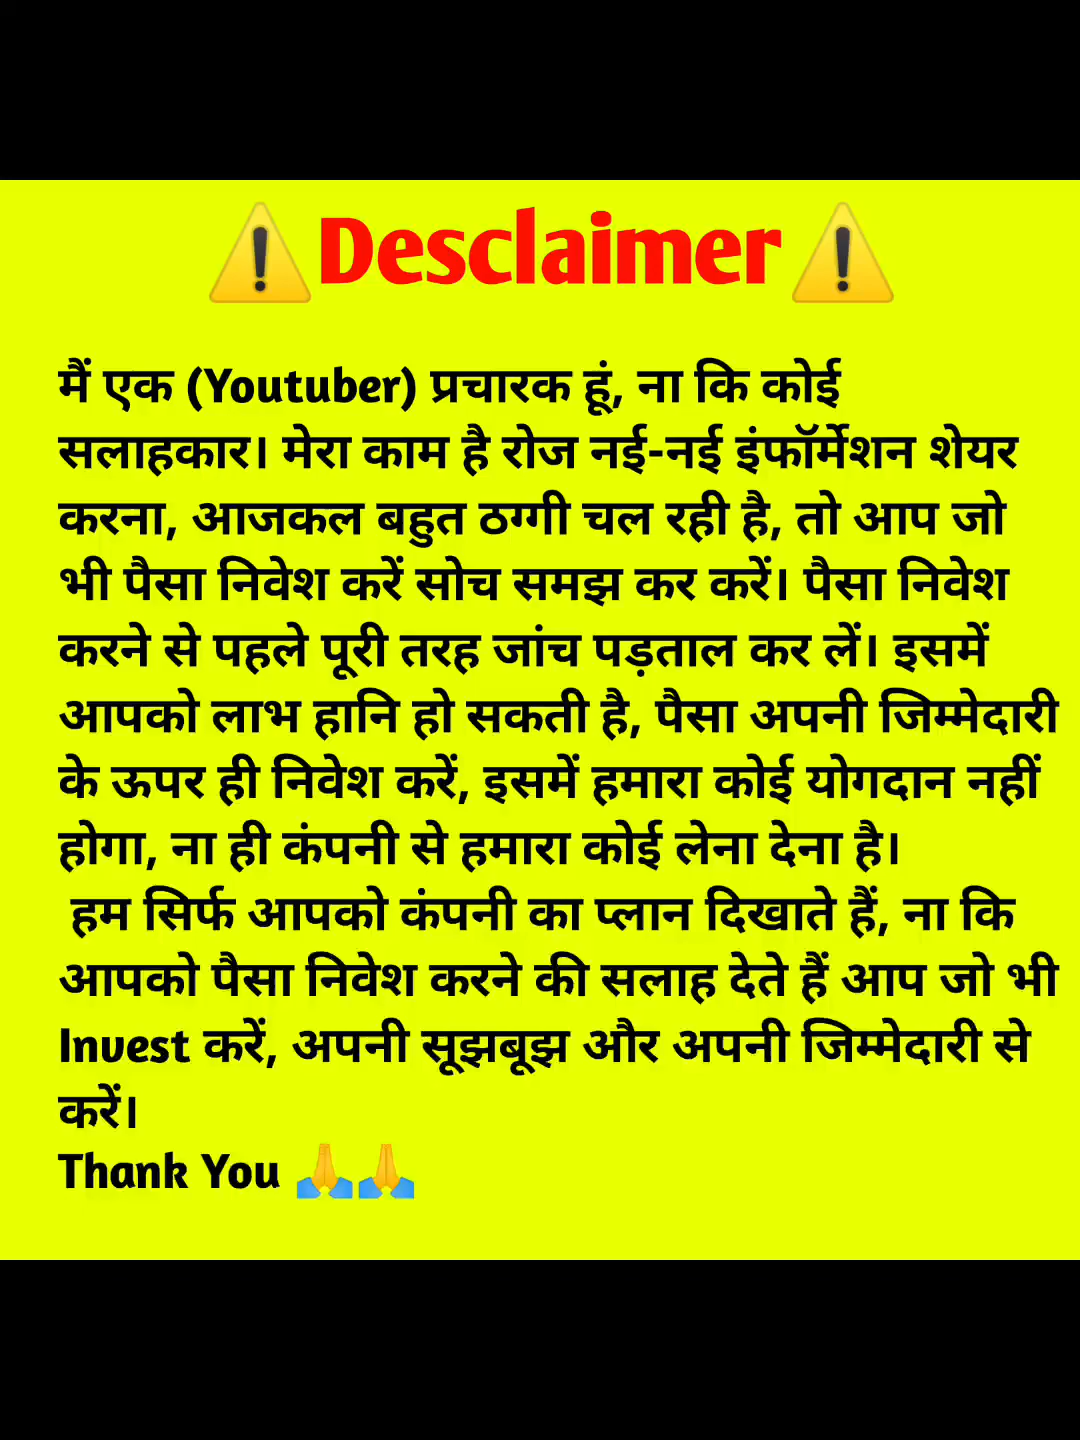 ⚠️Desclaimer⚠️
मैं एक (Youtuber) प्रचारक हूं, ना कि कोई
सलाहकार। मेरा काम है रोज नई-नई इंफॉर्मेशन शेयर
करना, आजकल बहुत ठग्गी चल रही है, तो आप जो
भी पैसा निवेश करें सोच समझ कर करें। पैसा निवेश
करने से पहले पूरी तरह जांच पड़ताल कर लें। इसमें
आपको लाभ हानि हो सकती है, पैसा अपनी जिम्मेदारी
के ऊपर ही निवेश करें, इसमें हमारा कोई योगदान नहीं
होगा, ना ही कंपनी से हमारा कोई लेना देना है।
हम सिर्फ आपको कंपनी का प्लान दिखाते हैं, ना कि
आपको पैसा निवेश करने की सलाह देते हैं आप जो भी
Invest करें, अपनी सूझबूझ और अपनी जिम्मेदारी से
करें।
Thank You 🙏🙏